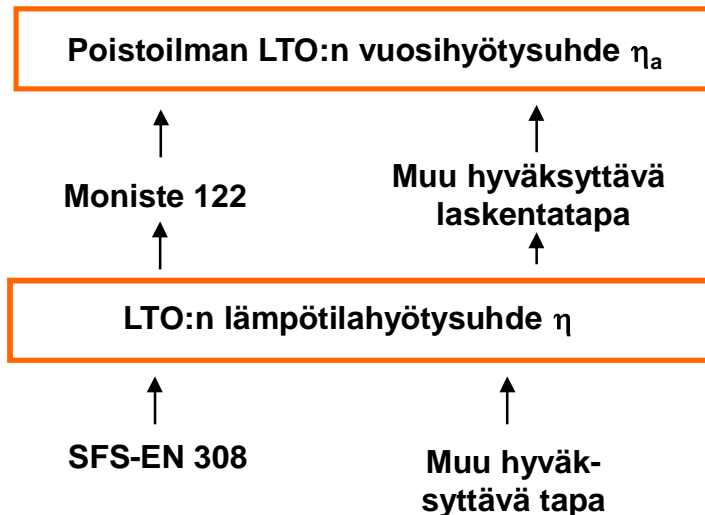 Poistoilman LTO:n vuosihyötysuhde ηa
Moniste 122
Muu hyväksyttävä
laskentatapa
LTO:n lämpötilahyötysuhde η
SFS-EN 308
Muu hyväk-
syttävä tapa